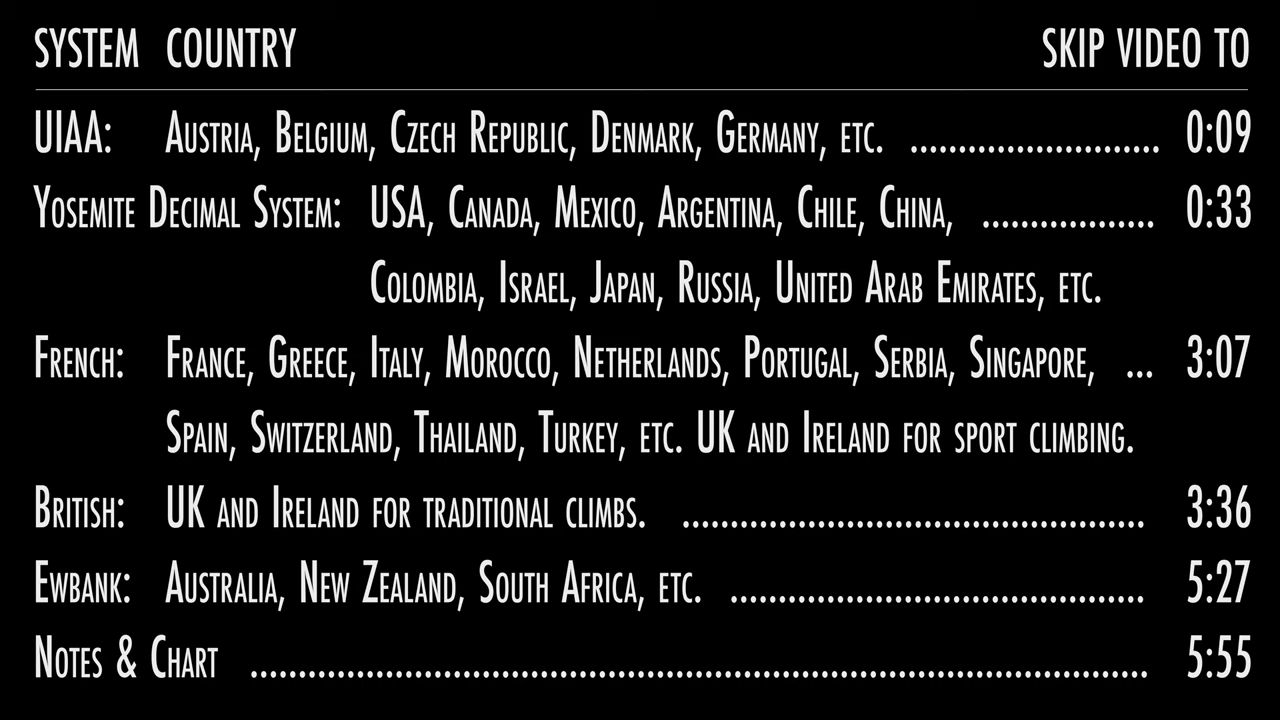 SYSTEM COUNTRY SKIP VIDEO TO
UIAA: Austria, Belgium, Czech Republic, Denmark, Germany, etc. .......................... 0:09
Yosemite Decimal System: USA, Canada, Mexico, Argentina, Chile, China, .................. 0:33
Colombia, Israel, Japan, Russia, United Arab Emirates, etc.
French: France, Greece, Italy, Morocco, Netherlands, Portugal, Serbia, Singapore, ... 3:07
Spain, Switzerland, Thailand, Turkey, etc. UK and Ireland for sport climbing.
British: UK and Ireland for traditional climbs. ................................................ 3:36
Ewbank: Australia, New Zealand, South Africa, etc. ........................................... 5:27
Notes & Chart ............................................................................................. 5:55